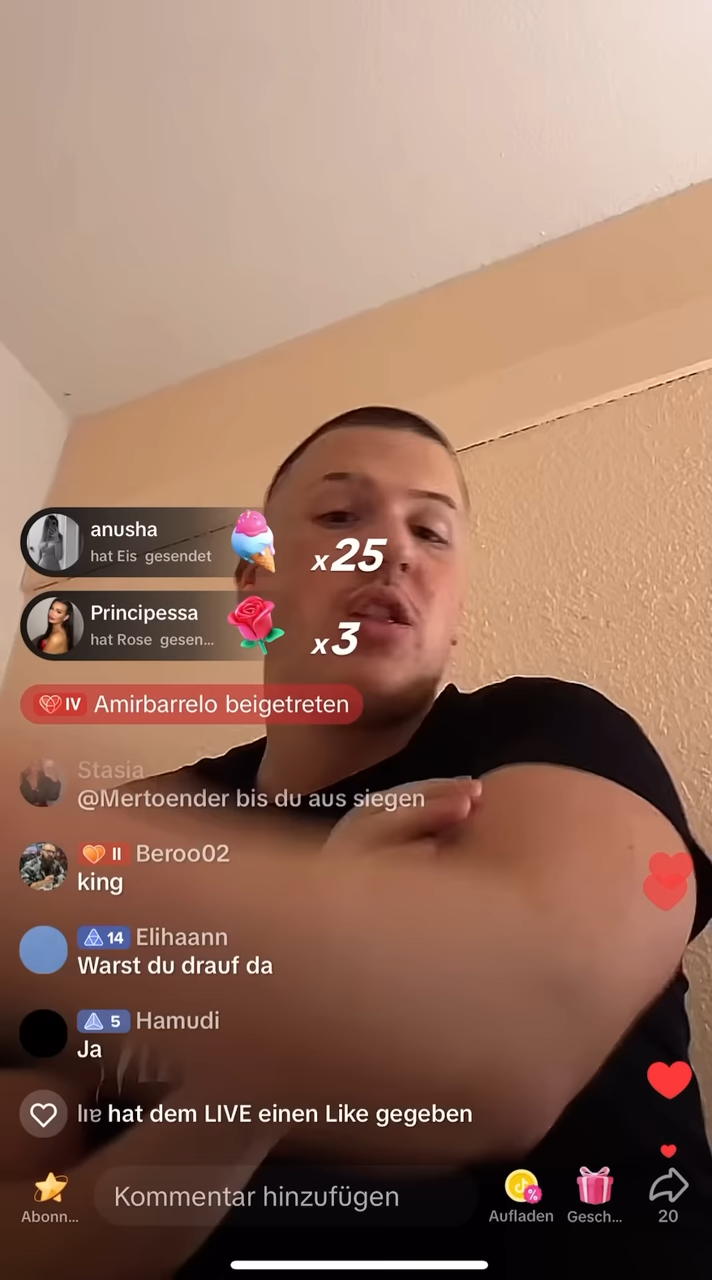 anusha
hat Eis gesendet
x25
Principessa
hat Rose gesen...
x3
IV Amirbarrelo beigetreten
Stasia
@Mertoender bis du aus siegen
II Beroo02
king
14 Elihaann
Warst du drauf da
5 Hamudi
Ja
hat dem LIVE einen Like gegeben
Kommentar hinzufügen
Abonn...
Aufladen
Gesch...
20